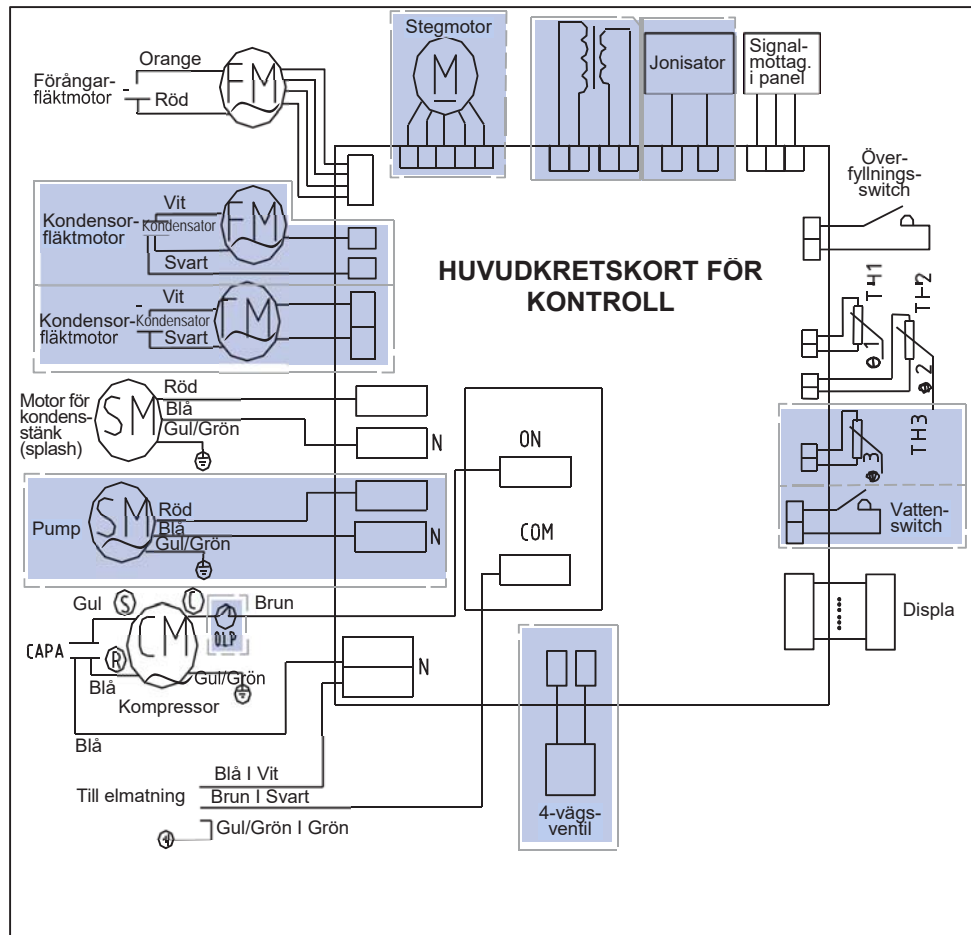 Stegmotor
M
Jonisator
Signal-
mottag.
i panel
Förångar-
fläktmotor
Orange
Röd
FM
Kondensor-
fläktmotor
Vit
Kondensator
Svart
FM
Kondensor-
fläktmotor
Vit
Kondensator
Svart
FM
HUVUDKRETSKORT FÖR
KONTROLL
Över-
fyllnings-
switch
TH1
TH2
θ 1
θ 2
TH3
θ 3
Vatten-
switch
Motor för
kondens-
stänk
(splash)
SM
Röd
Blå
Gul/Grön
N
ON
COM
Pump
SM
Röd
Blå
Gul/Grön
N
Displa
Gul
S
C
Brun
OLP
CAPA
R
CM
Gul/Grön
Blå
Kompressor
N
Blå
Till elmatning
Blå I Vit
Brun I Svart
Gul/Grön I Grön
4-vägs-
ventil